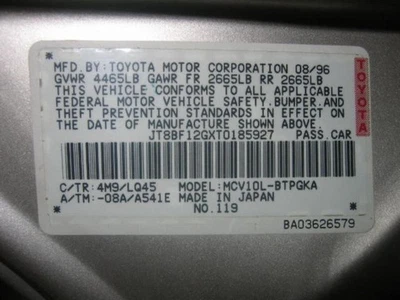 MFD.BY: TOYOTA MOTOR CORPORATION 08/96
GVWR 4465LB GAWR FR 2665LB RR 2665LB
THIS VEHICLE CONFORMS TO ALL APPLICABLE
FEDERAL MOTOR VEHICLE SAFETY, BUMPER, AND
THEFT PREVENTION STANDARDS IN EFFECT ON
THE DATE OF MANUFACTURE SHOWN ABOVE.
JT8BF12GXT0185927 PASS.CAR
TOYOTA
C/TR: 4M9/LQ45 MODEL: MCV10L-BTPGKA
A/TM: -08A/A541E MADE IN JAPAN
NO.119
BA03626579